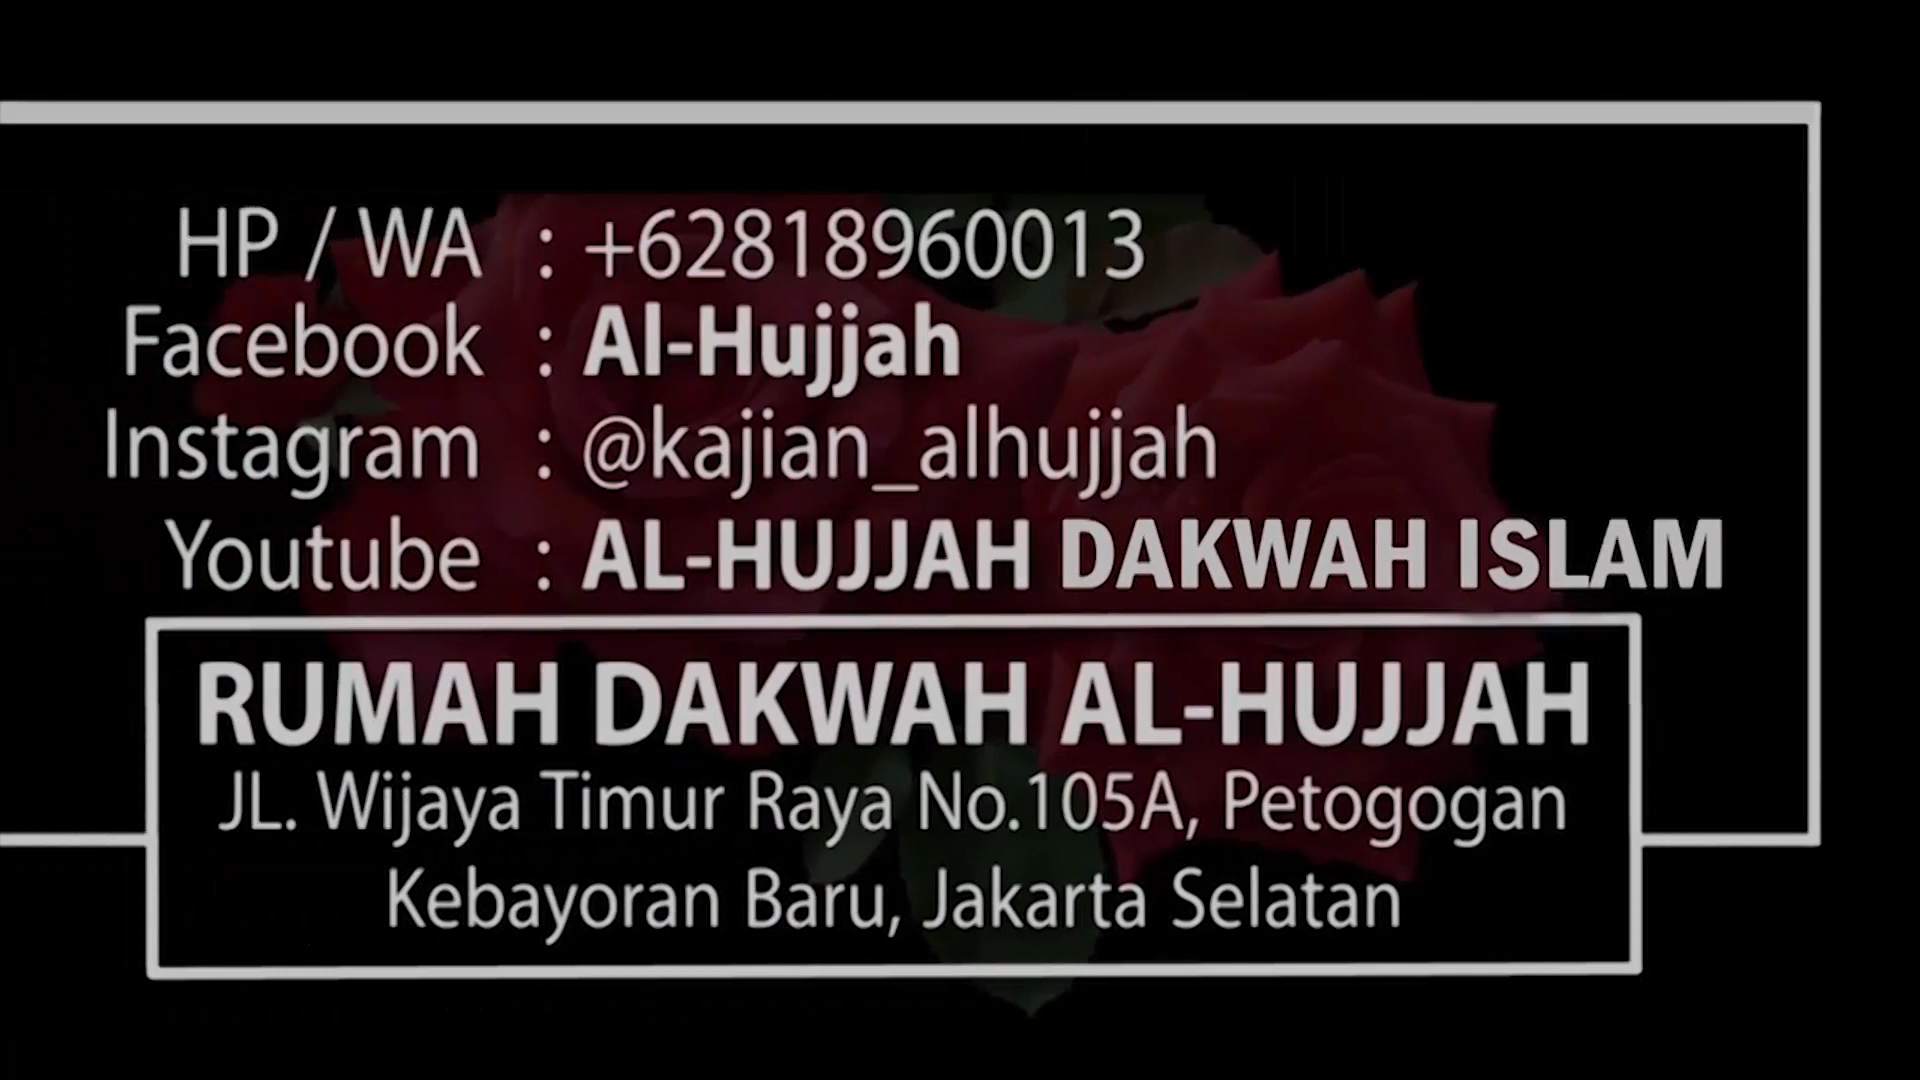 HP / WA : +62818960013
Facebook : Al-Hujjah
Instagram : @kajian_alhujjah
Youtube : AL-HUJJAH DAKWAH ISLAM
RUMAH DAKWAH AL-HUJJAH
JL. Wijaya Timur Raya No.105A, Petogogan
Kebayoran Baru, Jakarta Selatan